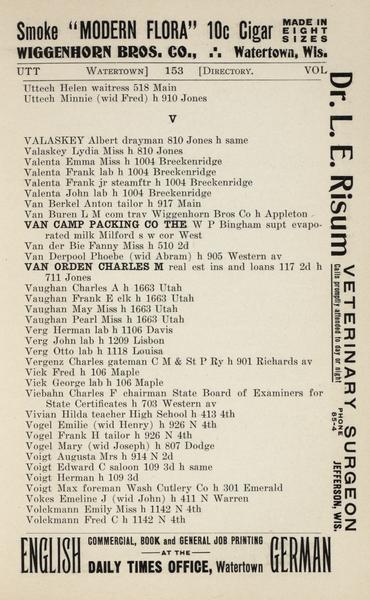 Smoke "MODERN FLORA" 10c Cigar MADE IN EIGHT SIZES
WIGGENHORN BROS. CO., ∴ Watertown, Wis.
UTT Watertown] 153 [Directory. VOL
Uttech Helen waitress 518 Main
Uttech Minnie (wid Fred) h 910 Jones
V
VALASKEY Albert drayman 810 Jones h same
Valaskey Lydia Miss h 810 Jones
Valenta Emma Miss h 1004 Breckenridge
Valenta Frank lab h 1004 Breckenridge
Valenta Frank jr steamftr h 1004 Breckenridge
Valenta John lab h 1004 Breckenridge
Van Berkel Anton tailor h 917 Main
Van Buren L M com trav Wiggenhorn Bros Co h Appleton
VAN CAMP PACKING CO THE W P Bingham supt evapo-
rated milk Milford s w cor West
Van der Bie Fanny Miss h 510 2d
Van Derpool Phoebe (wid Abram) h 905 Western av
VAN ORDEN CHARLES M real est ins and loans 117 2d h
711 Jones
Vaughan Charles A h 1663 Utah
Vaughan Frank E elk h 1663 Utah
Vaughan May Miss h 1663 Utah
Vaughan Pearl Miss h 1663 Utah
Verg Herman lab h 1106 Davis
Verg John lab h 1209 Lisbon
Verg Otto lab h 1118 Louisa
Vergenz Charles gateman C M & St P Ry h 901 Richards av
Vick Fred h 106 Maple
Vick George lab h 106 Maple
Viebahn Charles F chairman State Board of Examiners for
State Certificates h 703 Western av
Vivian Hilda teacher High School h 413 4th
Vogel Emilie (wid Henry) h 926 N 4th
Vogel Frank H tailor h 926 N 4th
Vogel Mary (wid Joseph) h 807 Dodge
Voigt Augusta Mrs h 914 N 2d
Voigt Edward C saloon 109 3d h same
Voigt Herman h 109 3d
Voigt Max foreman Wash Cutlery Co h 301 Emerald
Vokes Emeline J (wid John) h 411 N Warren
Volckmann Emily Miss h 1142 N 4th
Volckmann Fred C h 1142 N 4th
Dr. L. E. Risum VETERINARY SURGEON
Calls promptly attended to day or night
PHONE 85-4
JEFFERSON, WIS.
ENGLISH COMMERCIAL, BOOK and GENERAL JOB PRINTING GERMAN
AT THE
DAILY TIMES OFFICE, Watertown